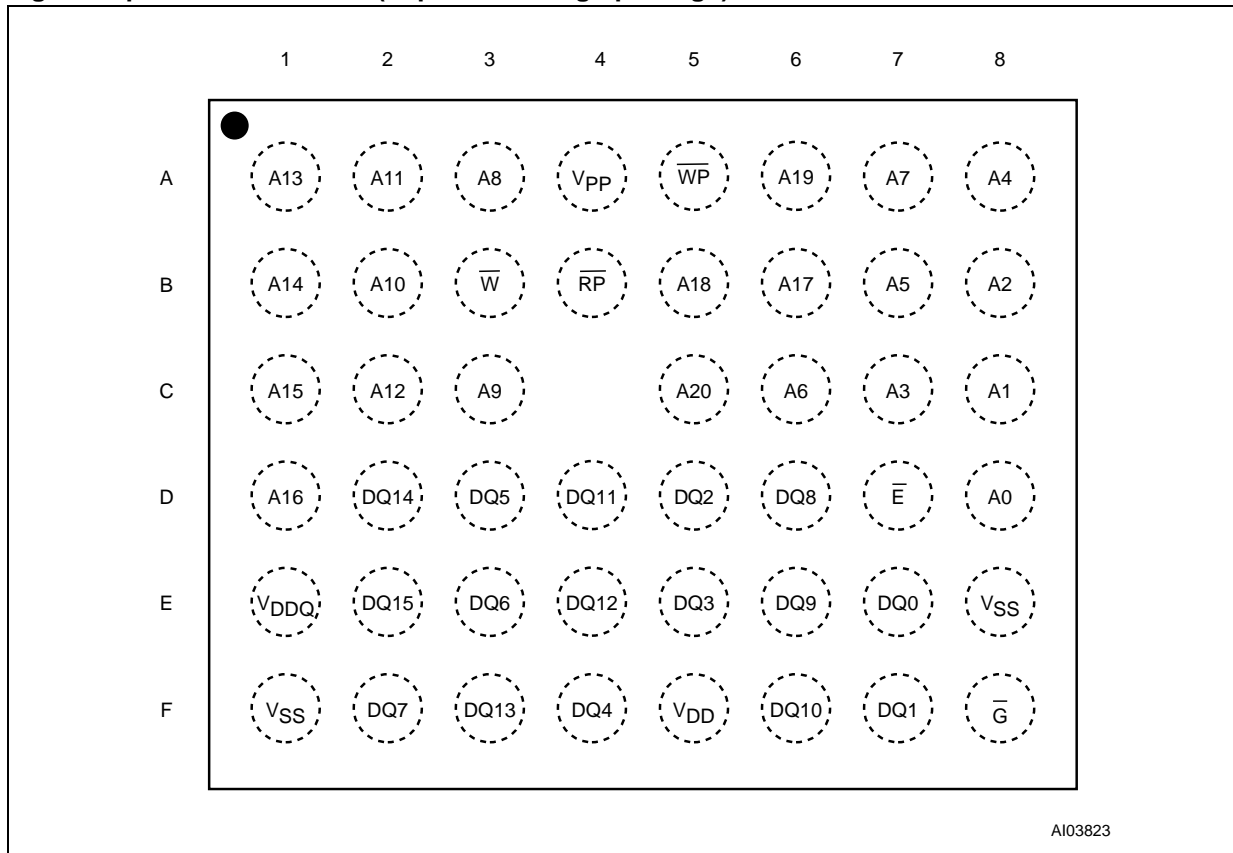 1 2 3 4 5 6 7 8
A A13 A11 A8 VPP W̅P̅ A19 A7 A4
B A14 A10 W̅ R̅P̅ A18 A17 A5 A2
C A15 A12 A9 A20 A6 A3 A1
D A16 DQ14 DQ5 DQ11 DQ2 DQ8 E̅ A0
E VDDQ DQ15 DQ6 DQ12 DQ3 DQ9 DQ0 VSS
F VSS DQ7 DQ13 DQ4 VDD DQ10 DQ1 G̅
AI03823